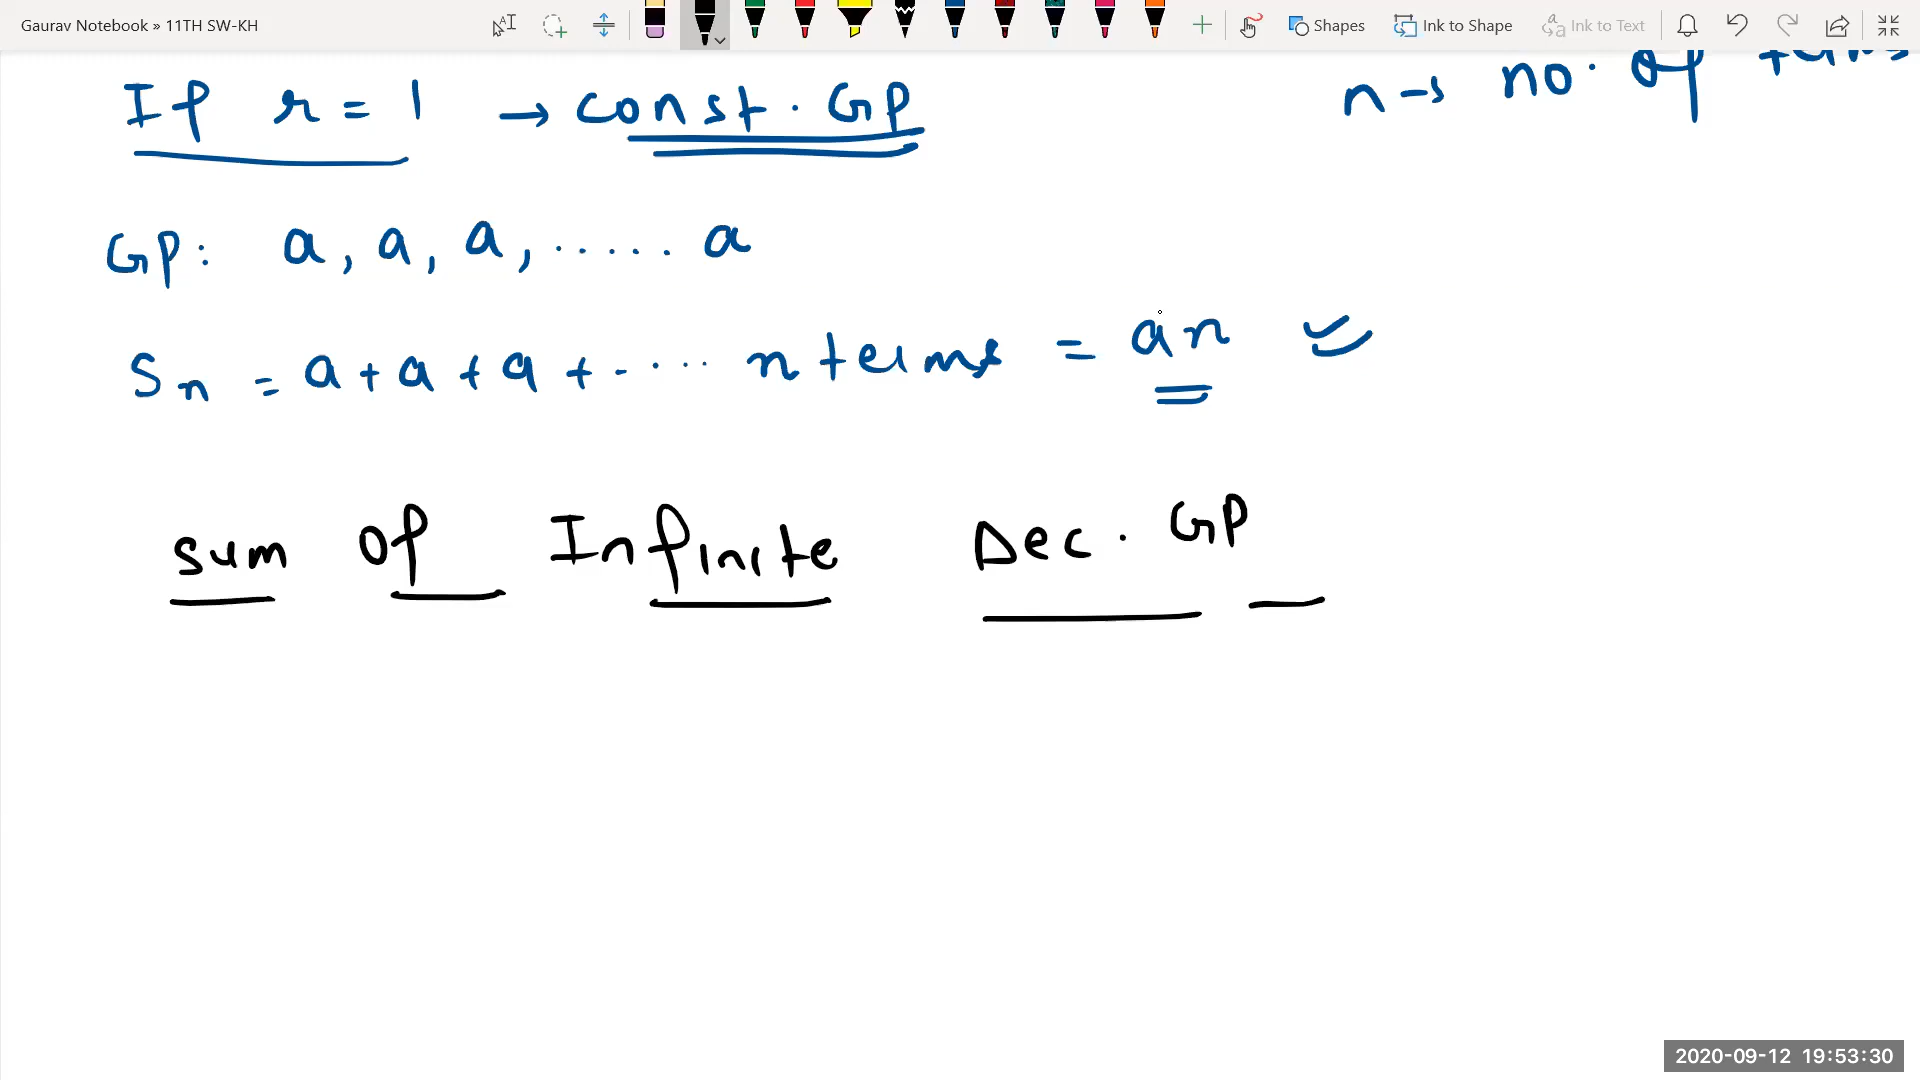 Gaurav Notebook » 11TH SW-KH
Shapes
Ink to Shape
Ink to Text
n → no. of terms
If r = 1 → const. GP
GP: a, a, a, ..... a
Sn = a + a + a + .... n terms = an
Sum Of Infinite Dec. GP
2020-09-12 19:53:30